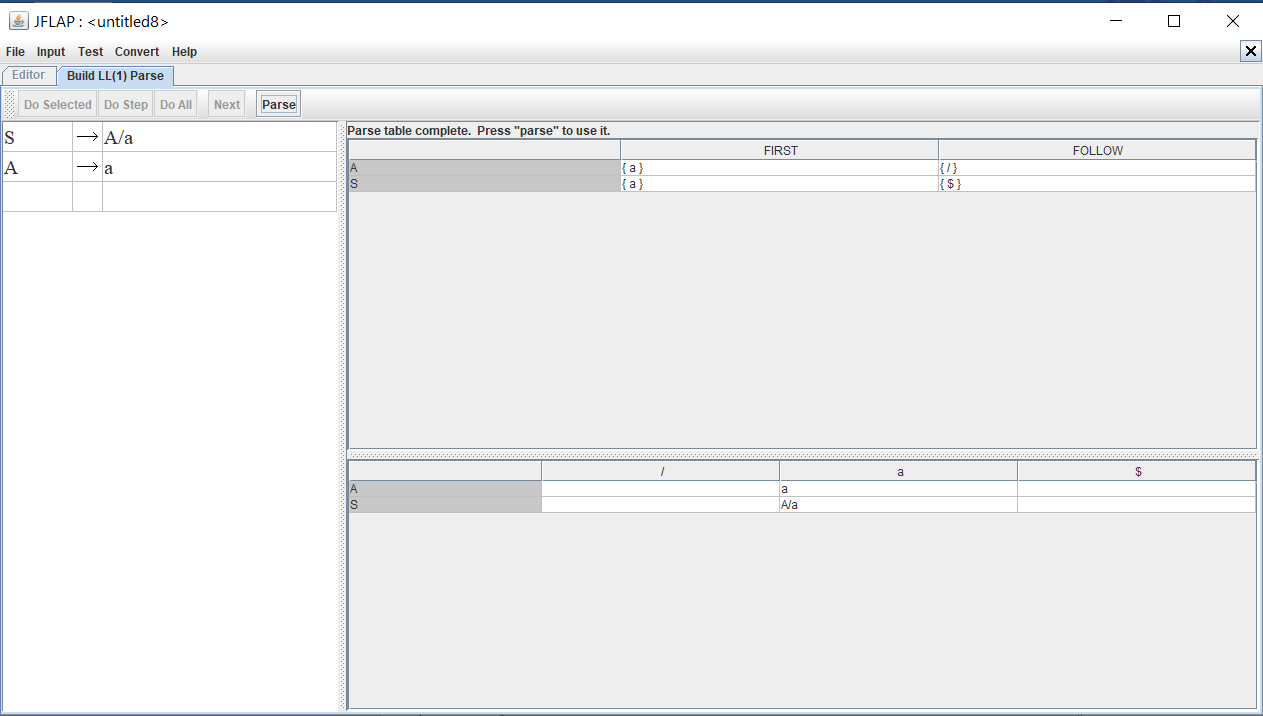 JFLAP : <untitled8>
File Input Test Convert Help
Editor Build LL(1) Parse
Do Selected Do Step Do All Next Parse
S → A/a
A → a
Parse table complete. Press "parse" to use it.
FIRST FOLLOW
A { a } { / }
S { a } { $ }
/ a $
A a
S A/a